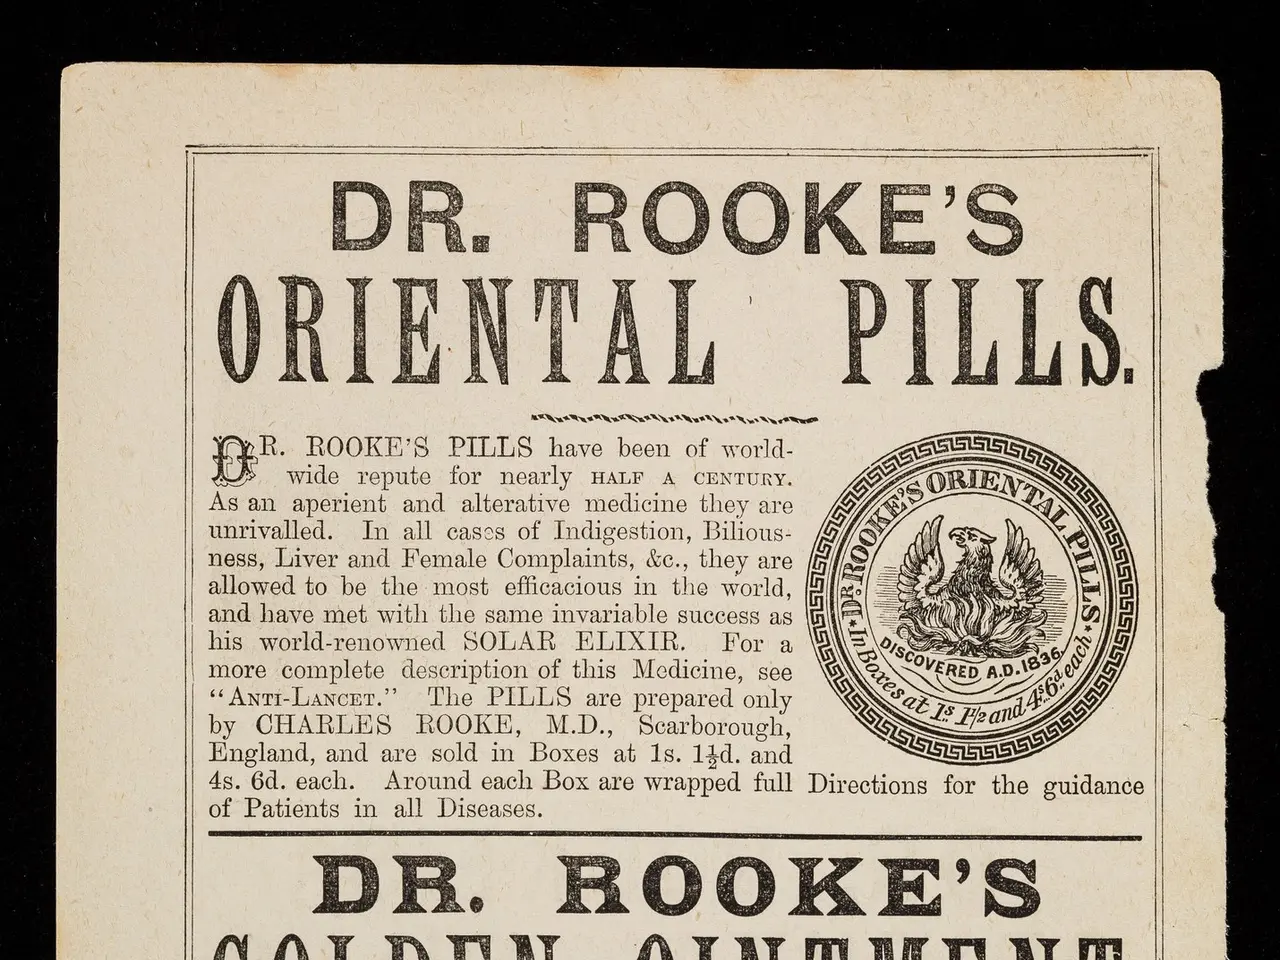 DR. ROOKE'S
ORIENTAL PILLS.
DR. ROOKE'S PILLS have been of world-
wide repute for nearly HALF A CENTURY.
As an aperient and alterative medicine they are
unrivalled. In all cases of Indigestion, Bilious-
ness, Liver and Female Complaints, &c., they are
allowed to be the most efficacious in the world,
and have met with the same invariable success as
his world-renowned SOLAR ELIXIR. For a
more complete description of this Medicine, see
"ANTI-LANCET." The PILLS are prepared only
by CHARLES ROOKE, M.D., Scarborough,
England, and are sold in Boxes at 1s. 1½d. and
4s. 6d. each. Around each Box are wrapped full Directions for the guidance
of Patients in all Diseases.
DR. ROOKE'S ORIENTAL PILLS
DISCOVERED A.D. 1836.
In Boxes at 1s. 1½ and 4s. 6d. each
DR. ROOKE'S
GOLDEN OINTMENT